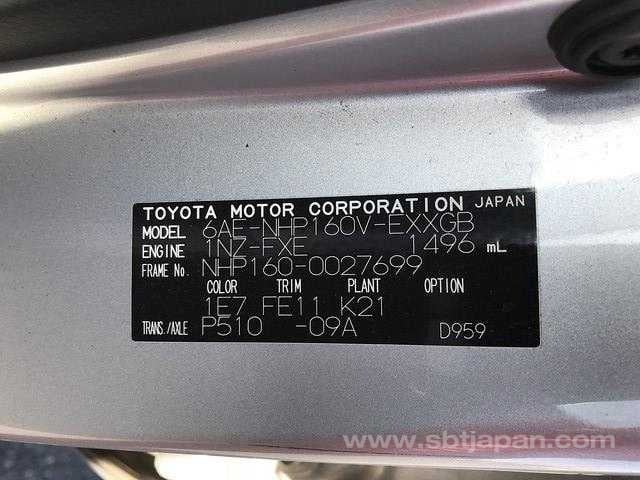 TOYOTA MOTOR CORPORATION JAPAN
MODEL 6AE-NHP160V-EXXGB
ENGINE 1NZ-FXE 1496 mL
FRAME No. NHP160-0027699
COLOR TRIM PLANT OPTION
1E7 FE11 K21
TRANS./AXLE P510 -09A D959
www.sbtjapan.com